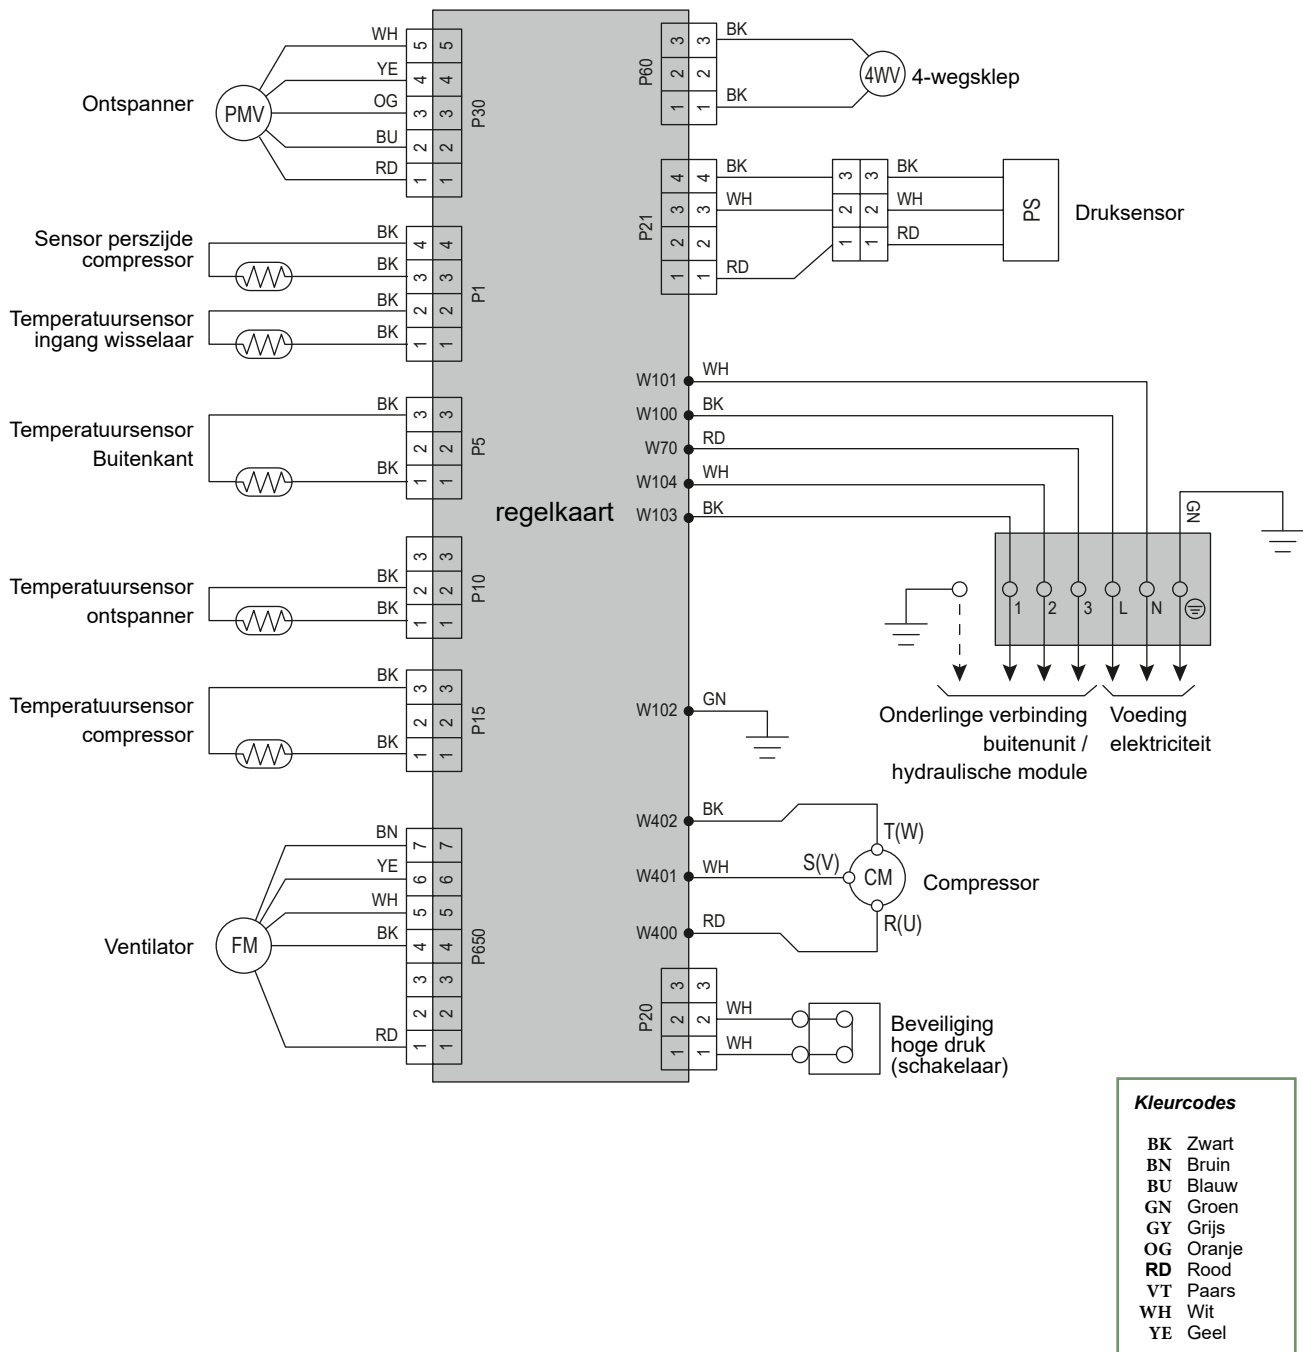 Ontspanner
PMV
WH 5 5
YE 4 4
OG 3 3
BU 2 2
RD 1 1
P30
Sensor perszijde
compressor
BK 4 4
BK 3 3
Temperatuursensor
ingang wisselaar
BK 2 2
BK 1 1
P1
Temperatuursensor
Buitenkant
BK 3 3
2 2
BK 1 1
P5
Temperatuursensor
ontspanner
3 3
BK 2 2
BK 1 1
P10
Temperatuursensor
compressor
BK 3 3
2 2
BK 1 1
P15
Ventilator
FM
BN 7 7
YE 6 6
WH 5 5
BK 4 4
3 3
2 2
RD 1 1
P650
regelkaart
P60
3 3 BK
2 2
1 1 BK
4WV
4-wegsklep
P21
4 4 BK 3 3 BK
3 3 WH 2 2 WH
2 2 1 1 RD
1 1 RD
PS
Druksensor
W101 WH
W100 BK
W70 RD
W104 WH
W103 BK
GN
1 2 3 L N
Onderlinge verbinding
buitenunit /
hydraulische module
Voeding
elektriciteit
W102 GN
W402 BK
W401 WH
W400 RD
T(W)
S(V)
CM
R(U)
Compressor
P20
3 3
2 2 WH
1 1 WH
Beveiliging
hoge druk
(schakelaar)
Kleurcodes
BK Zwart
BN Bruin
BU Blauw
GN Groen
GY Grijs
OG Oranje
RD Rood
VT Paars
WH Wit
YE Geel